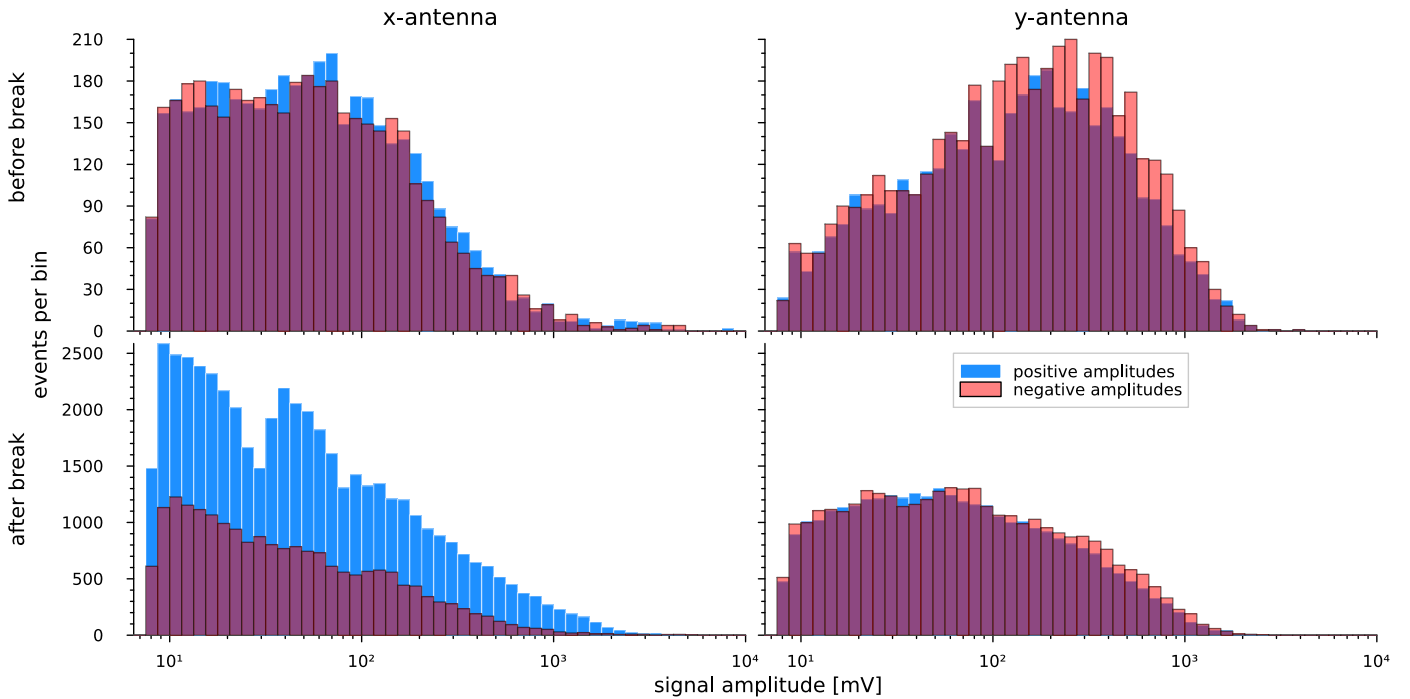 x-antenna
y-antenna
before break
210
180
150
120
90
60
30
0
events per bin
after break
2500
2000
1500
1000
500
0
positive amplitudes
negative amplitudes
10¹
10²
10³
10⁴
10¹
10²
10³
10⁴
signal amplitude [mV]